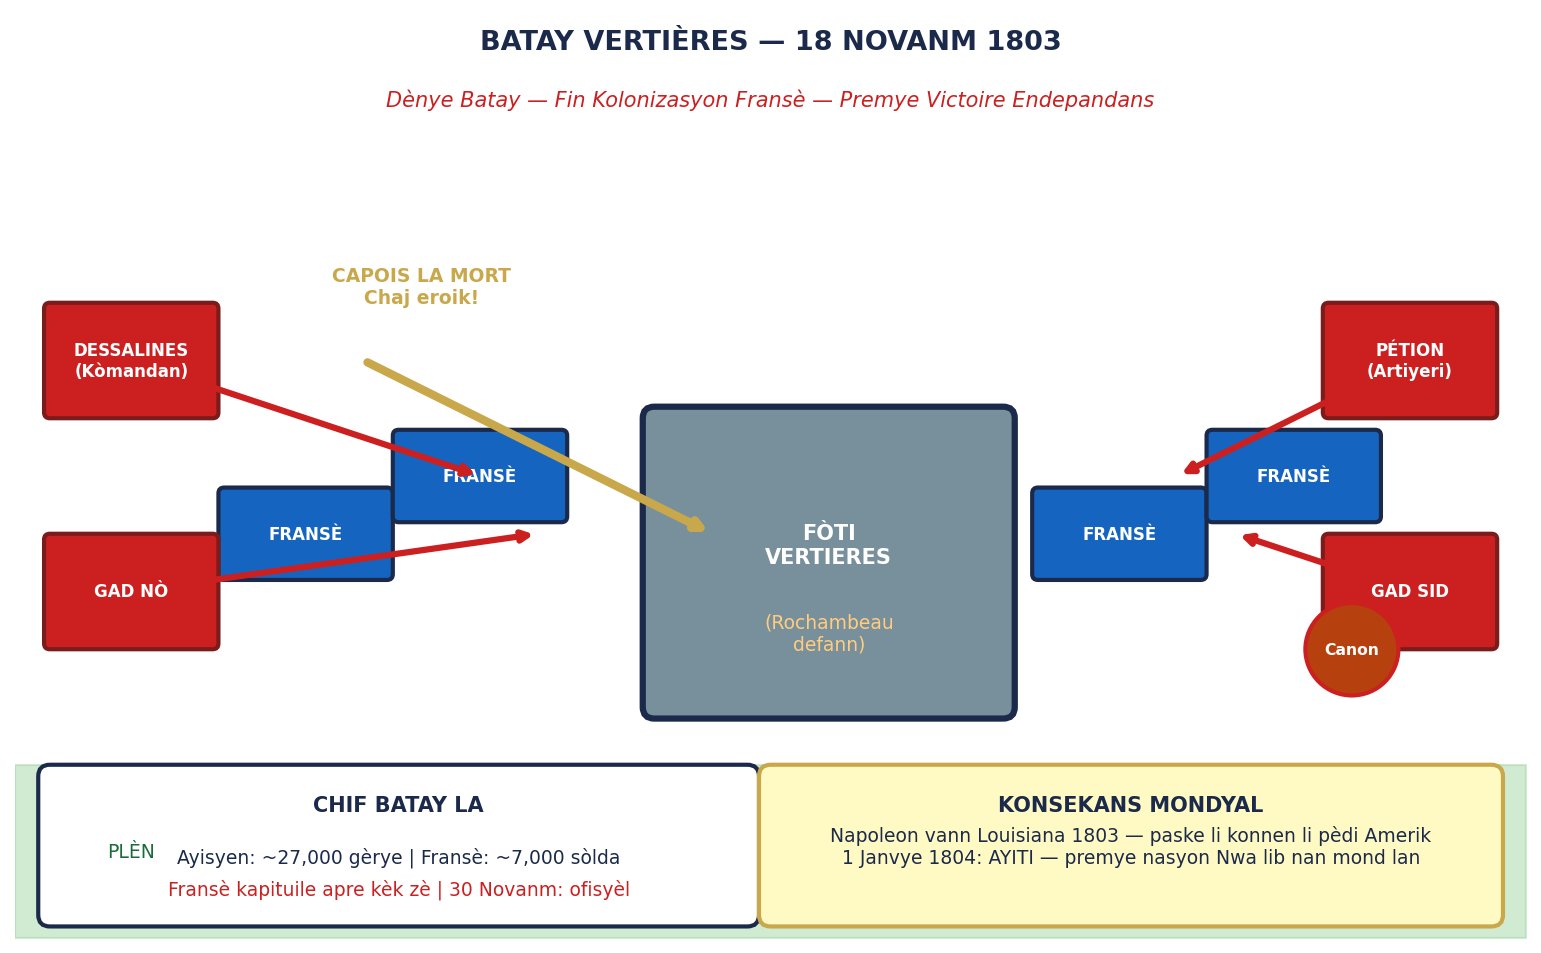 BATAY VERTIÈRES — 18 NOVANM 1803
Dènye Batay — Fin Kolonizasyon Fransè — Premye Victoire Endepandans
CAPOIS LA MORT
Chaj eroik!
DESSALINES
(Kòmandan)
PÉTION
(Artiyeri)
FRANSÈ
FRANSÈ
FRANSÈ
FRANSÈ
FÒTI
VERTIERES
(Rochambeau
defann)
GAD NÒ
GAD SID
Canon
CHIF BATAY LA
PLÈN
Ayisyen: ~27,000 gèrye | Fransè: ~7,000 sòlda
Fransè kapituile apre kèk zè | 30 Novanm: ofisyèl
KONSEKANS MONDYAL
Napoleon vann Louisiana 1803 — paske li konnen li pèdi Amerik
1 Janvye 1804: AYITI — premye nasyon Nwa lib nan mond lan